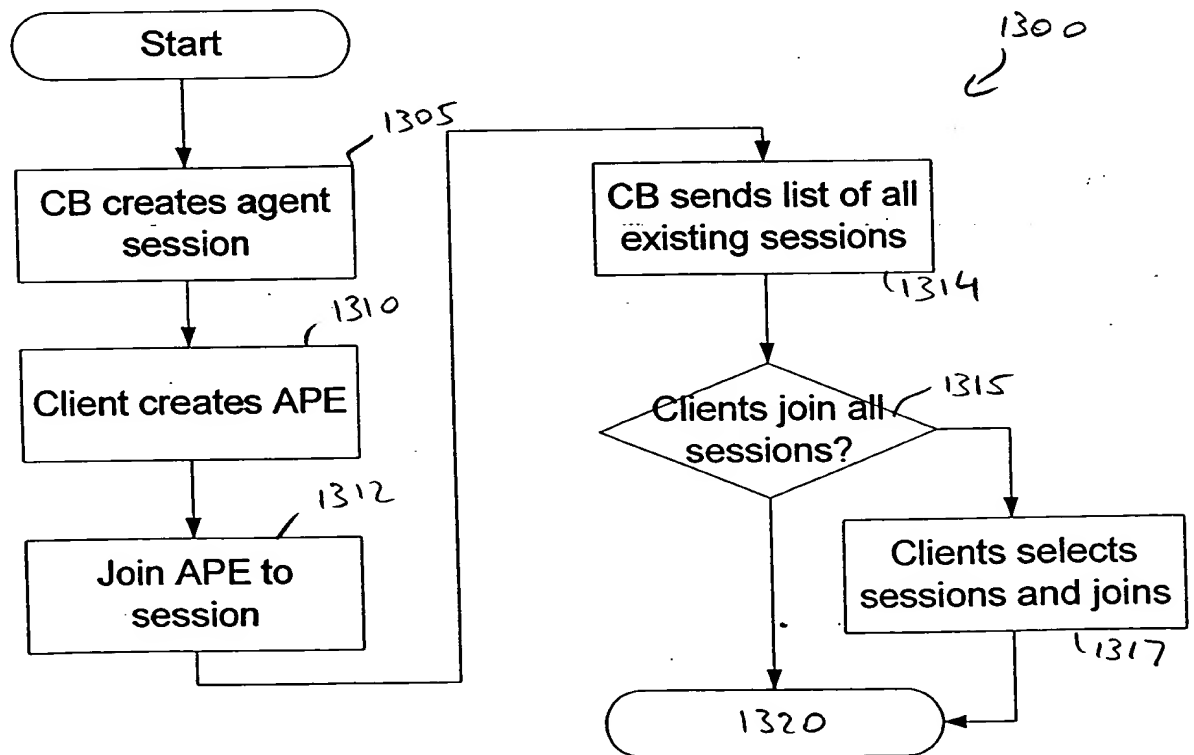 Start
1300
1305
CB creates agent
session
1310
Client creates APE
1312
Join APE to
session
CB sends list of all
existing sessions
1314
Clients join all
sessions?
1315
Clients selects
sessions and joins
1317
1320